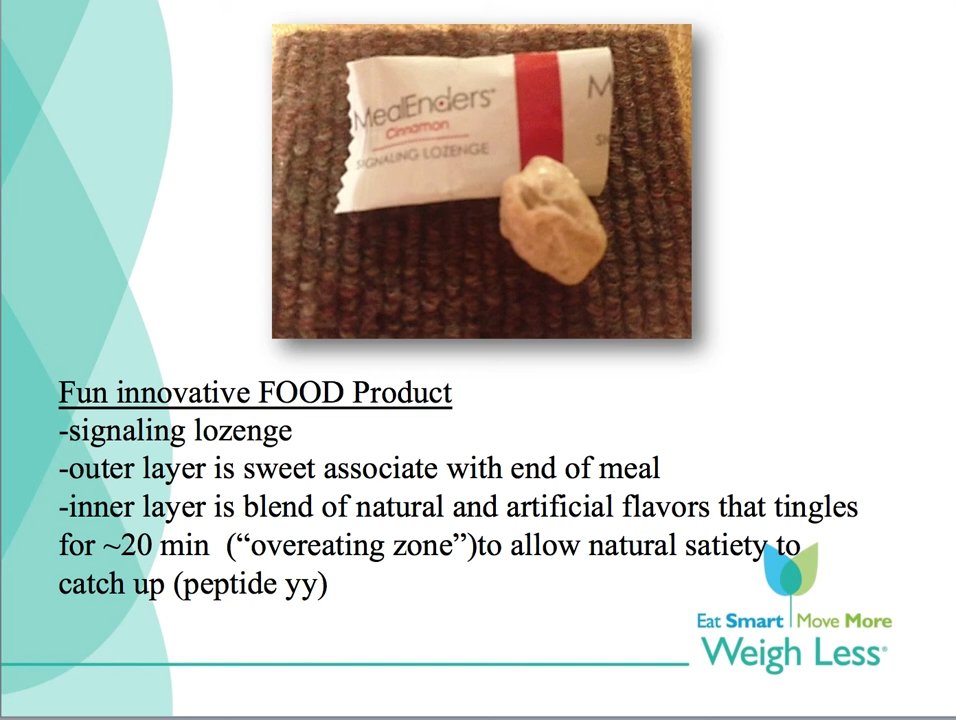 MealEnders M
Cinnamon
SIGNALING LOZENGE
Fun innovative FOOD Product
-signaling lozenge
-outer layer is sweet associate with end of meal
-inner layer is blend of natural and artificial flavors that tingles
for ~20 min (“overeating zone”)to allow natural satiety to
catch up (peptide yy)
Eat Smart Move More
Weigh Less®